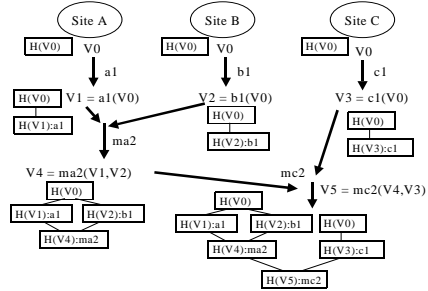 Site A Site B Site C
H(V0) V0 H(V0) V0 H(V0) V0
a1 b1 c1
H(V0) V1 = a1(V0) V2 = b1(V0) V3 = c1(V0)
H(V0) H(V0)
H(V1):a1 ma2 H(V2):b1 H(V3):c1
V4 = ma2(V1,V2) mc2
H(V0) V5 = mc2(V4,V3)
H(V0)
H(V1):a1 H(V2):b1 H(V1):a1 H(V2):b1 H(V0)
H(V4):ma2 H(V4):ma2 H(V3):c1
H(V5):mc2